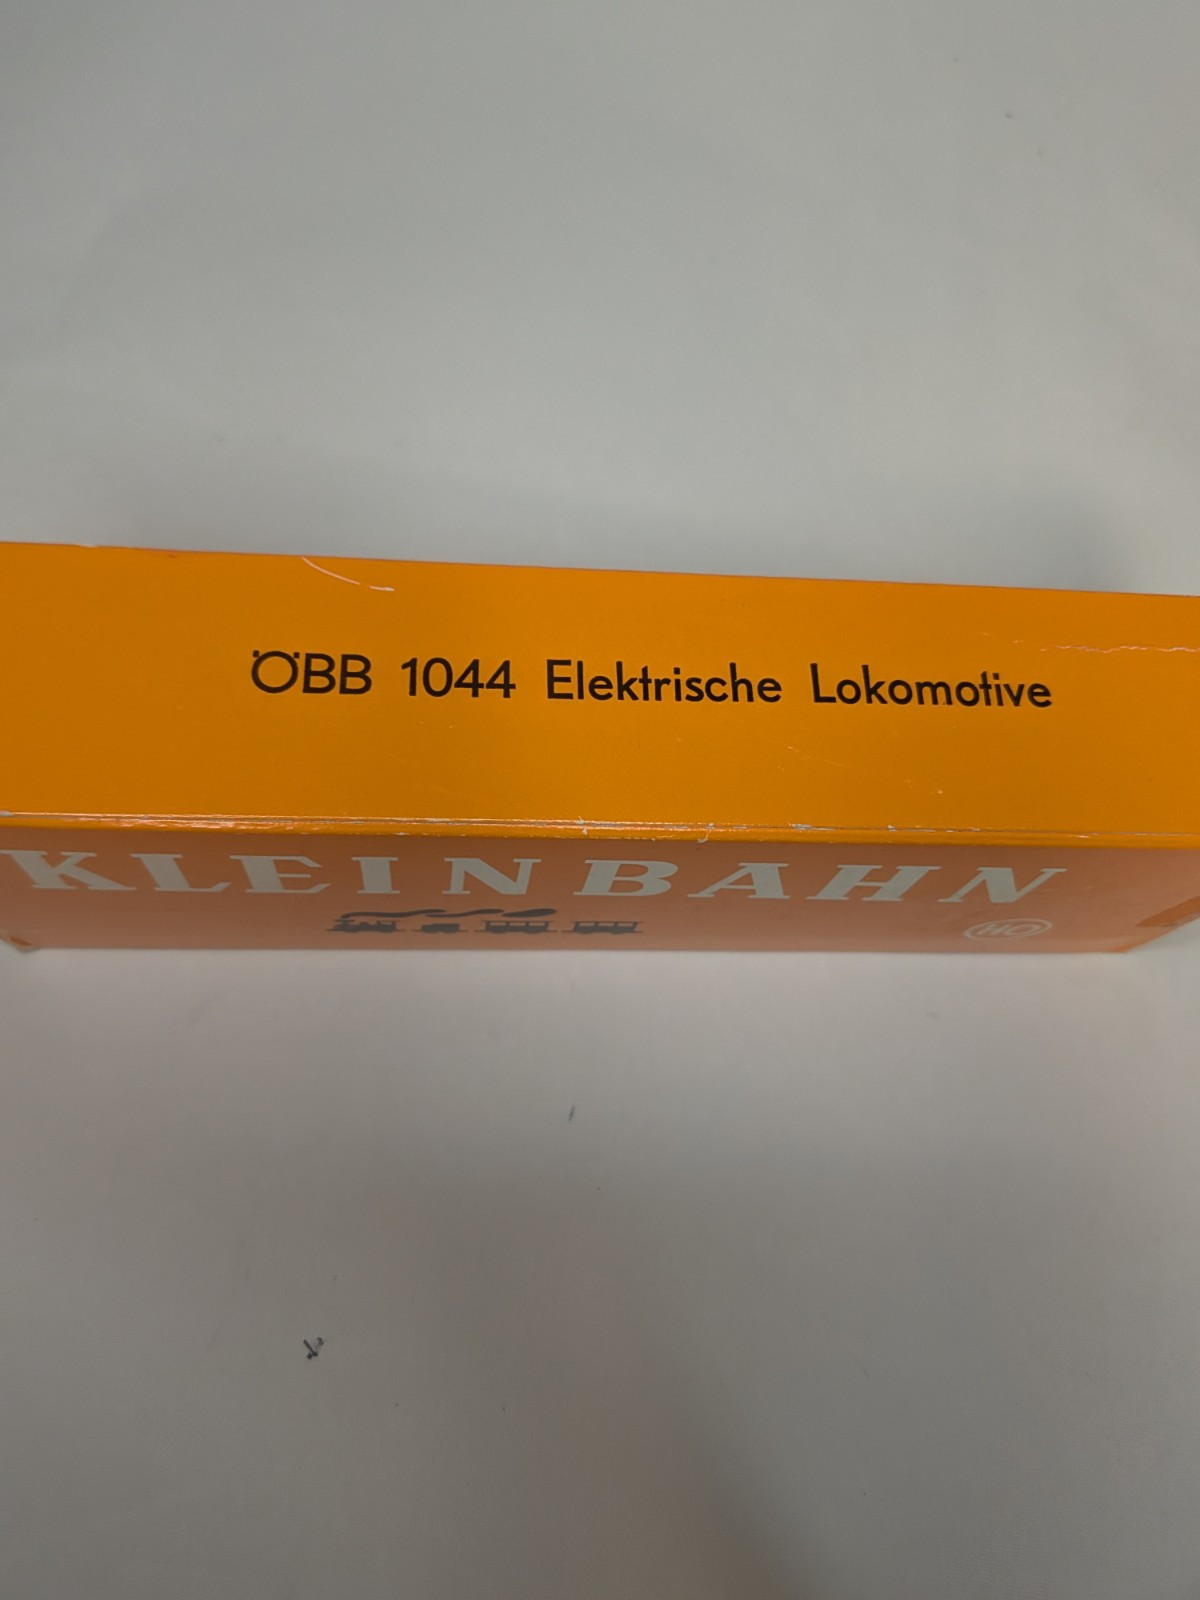 ÖBB 1044 Elektrische Lokomotive
KLEINBAHN
HO